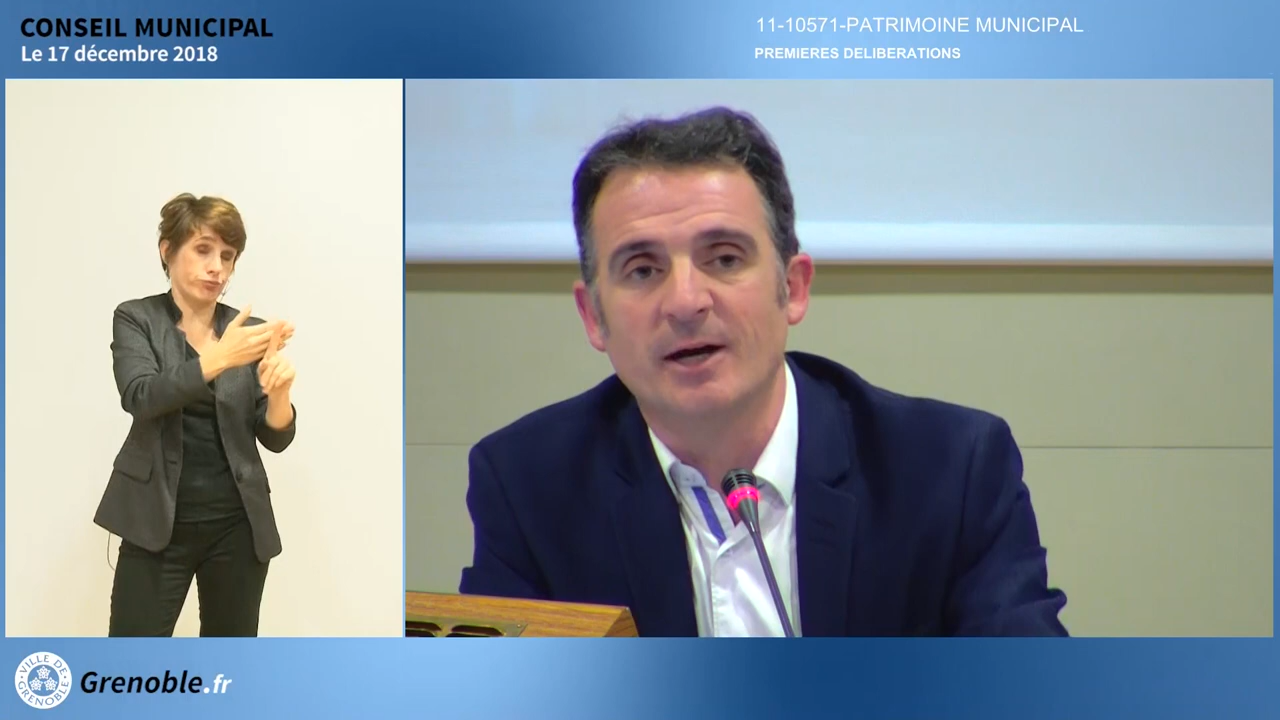 CONSEIL MUNICIPAL
Le 17 décembre 2018
11-10571-PATRIMOINE MUNICIPAL
PREMIERES DELIBERATIONS
VILLE DE GRENOBLE
Grenoble.fr